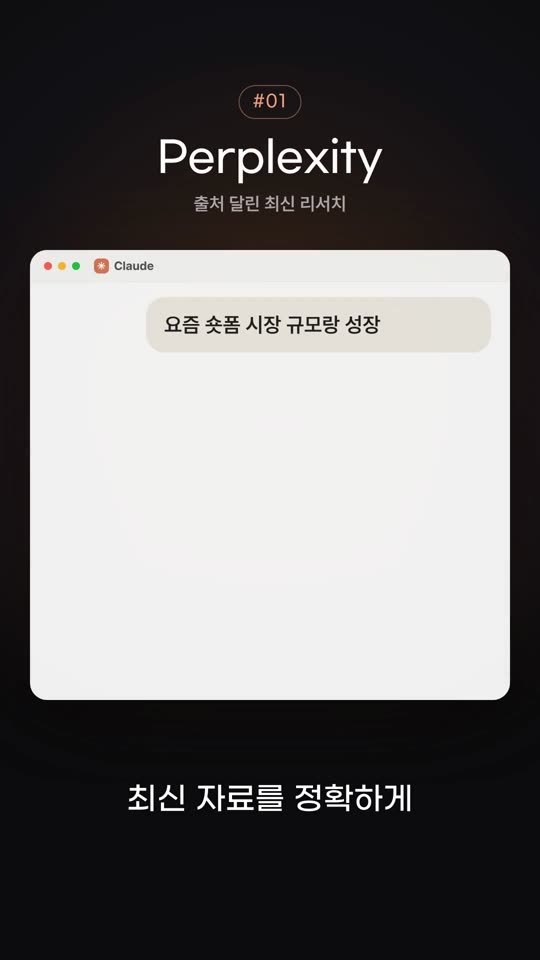 #01
Perplexity
출처 달린 최신 리서치
Claude
요즘 숏폼 시장 규모랑 성장
최신 자료를 정확하게